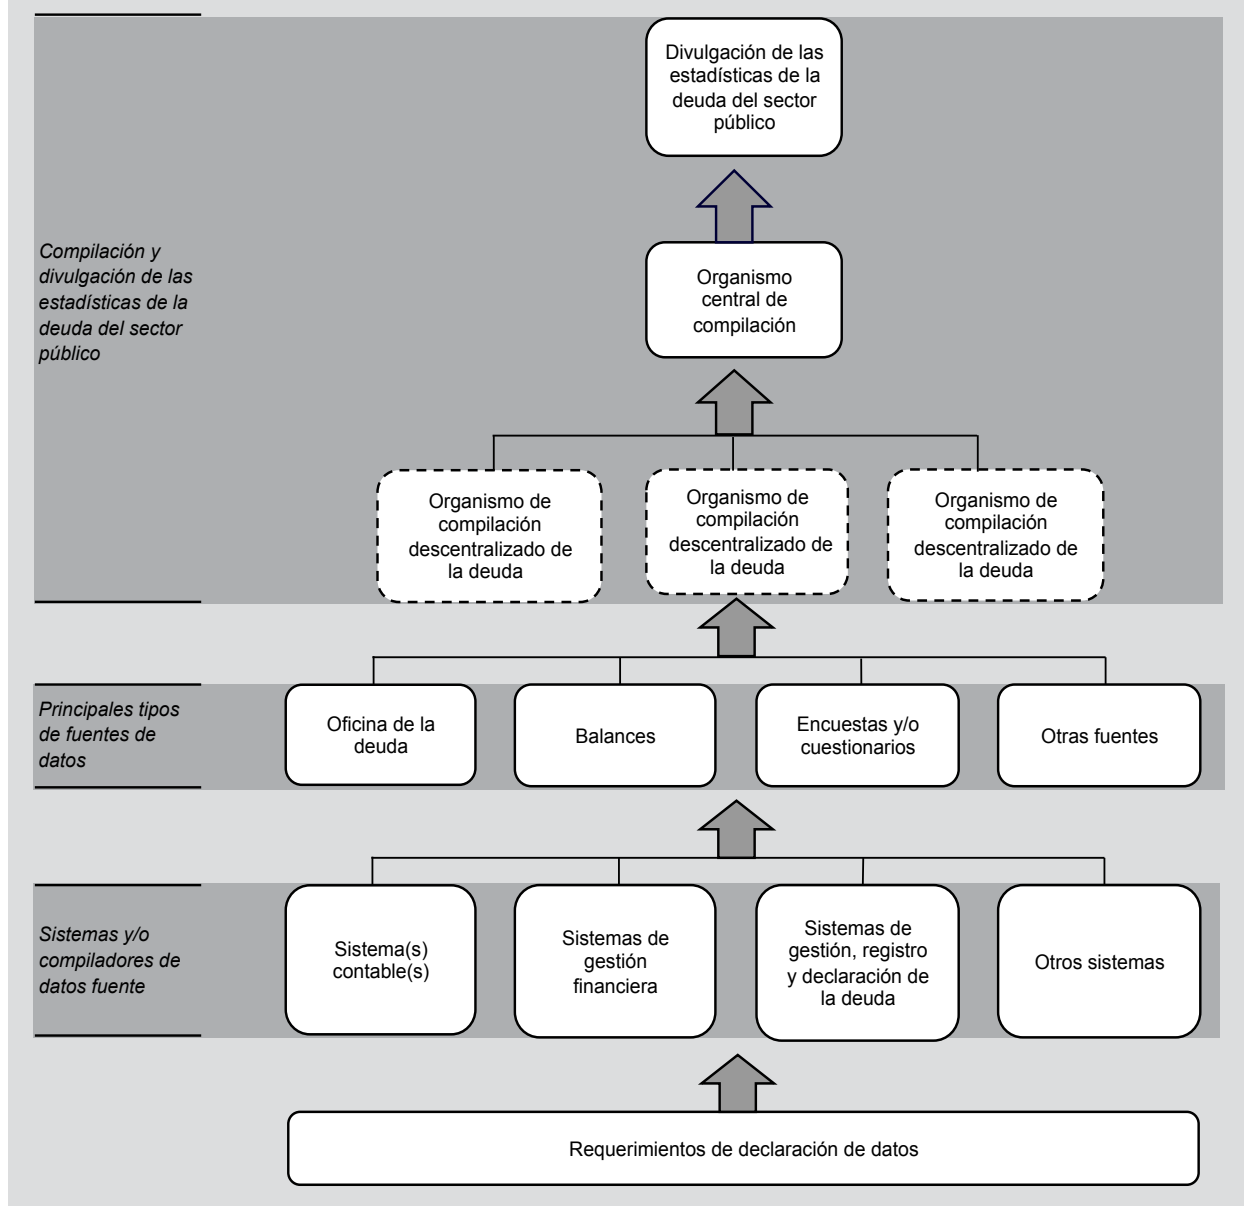 Divulgación de las
estadísticas de la
deuda del sector
público
Compilación y
divulgación de las
estadísticas de la
deuda del sector
público
Organismo
central de
compilación
Organismo de
compilación
descentralizado de
la deuda
Organismo de
compilación
descentralizado de
la deuda
Organismo de
compilación
descentralizado de
la deuda
Principales tipos
de fuentes de
datos
Oficina de la
deuda
Balances
Encuestas y/o
cuestionarios
Otras fuentes
Sistemas y/o
compiladores de
datos fuente
Sistema(s)
contable(s)
Sistemas de
gestión
financiera
Sistemas de
gestión, registro
y declaración de
la deuda
Otros sistemas
Requerimientos de declaración de datos